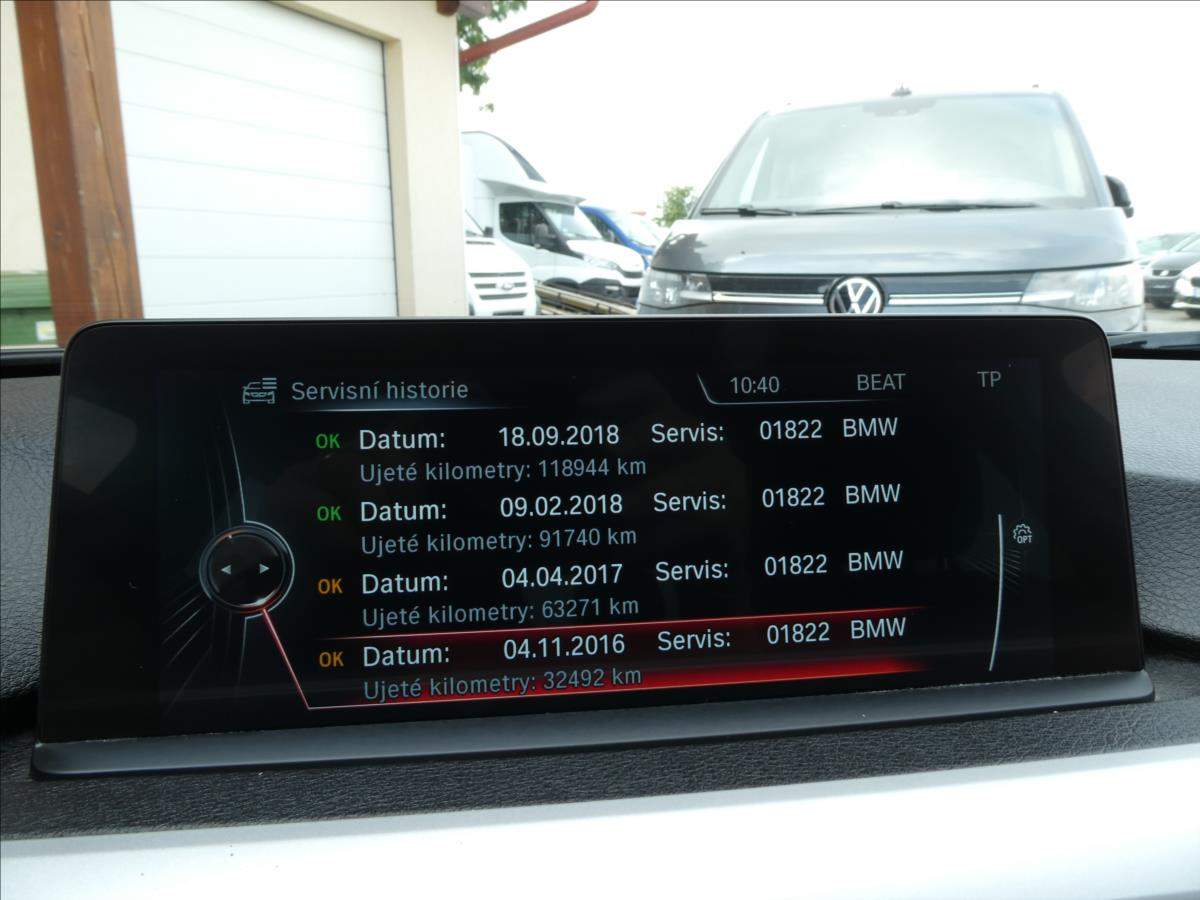 Servisní historie 10:40 BEAT TP
OK Datum: 18.09.2018 Servis: 01822 BMW
Ujeté kilometry: 118944 km
OK Datum: 09.02.2018 Servis: 01822 BMW
Ujeté kilometry: 91740 km
OPT
OK Datum: 04.04.2017 Servis: 01822 BMW
Ujeté kilometry: 63271 km
OK Datum: 04.11.2016 Servis: 01822 BMW
Ujeté kilometry: 32492 km